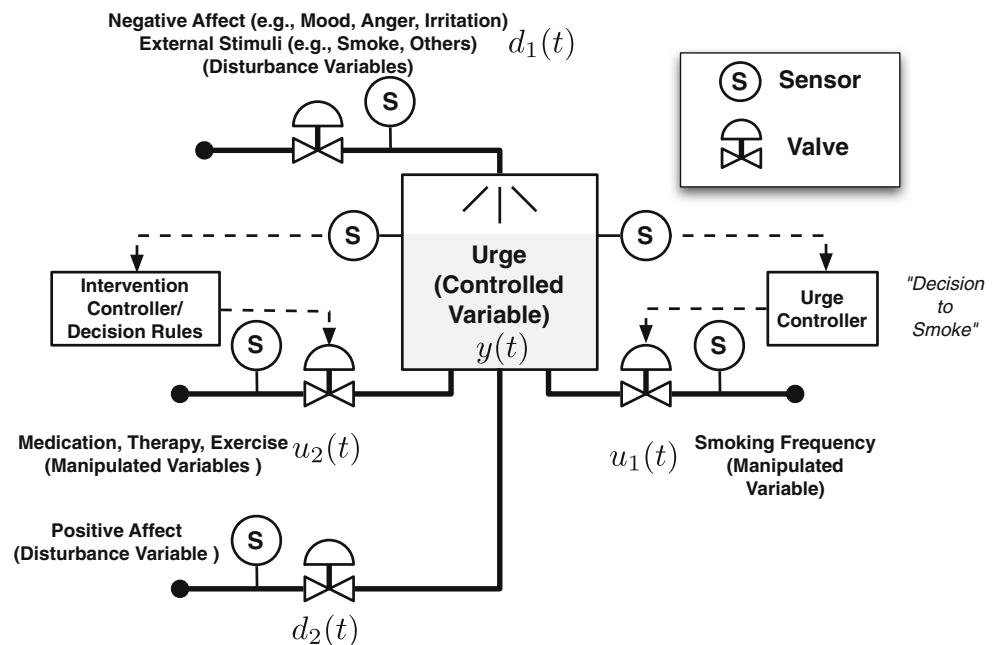 Negative Affect (e.g., Mood, Anger, Irritation)
External Stimuli (e.g., Smoke, Others)
(Disturbance Variables)
d₁(t)
S
S
Sensor
Valve
S
S
Urge
(Controlled
Variable)
y(t)
Intervention
Controller/
Decision Rules
Urge
Controller
"Decision
to
Smoke"
S
S
Medication, Therapy, Exercise
(Manipulated Variables )
u₂(t)
u₁(t)
Smoking Frequency
(Manipulated
Variable)
Positive Affect
(Disturbance Variable )
S
d₂(t)